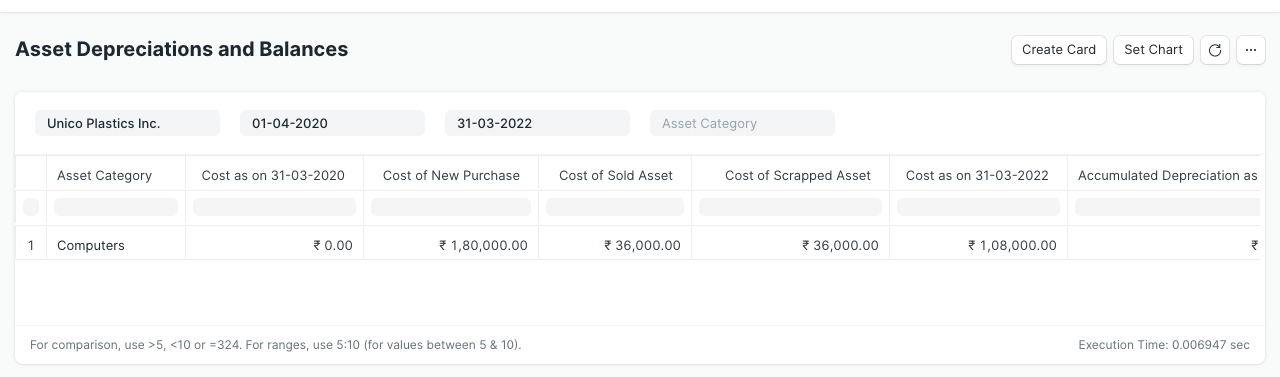 Asset Depreciations and Balances
Create Card Set Chart
Unico Plastics Inc. 01-04-2020 31-03-2022 Asset Category
Asset Category Cost as on 31-03-2020 Cost of New Purchase Cost of Sold Asset Cost of Scrapped Asset Cost as on 31-03-2022 Accumulated Depreciation as
1 Computers ₹ 0.00 ₹ 1,80,000.00 ₹ 36,000.00 ₹ 36,000.00 ₹ 1,08,000.00 ₹
For comparison, use >5, <10 or =324. For ranges, use 5:10 (for values between 5 & 10). Execution Time: 0.006947 sec